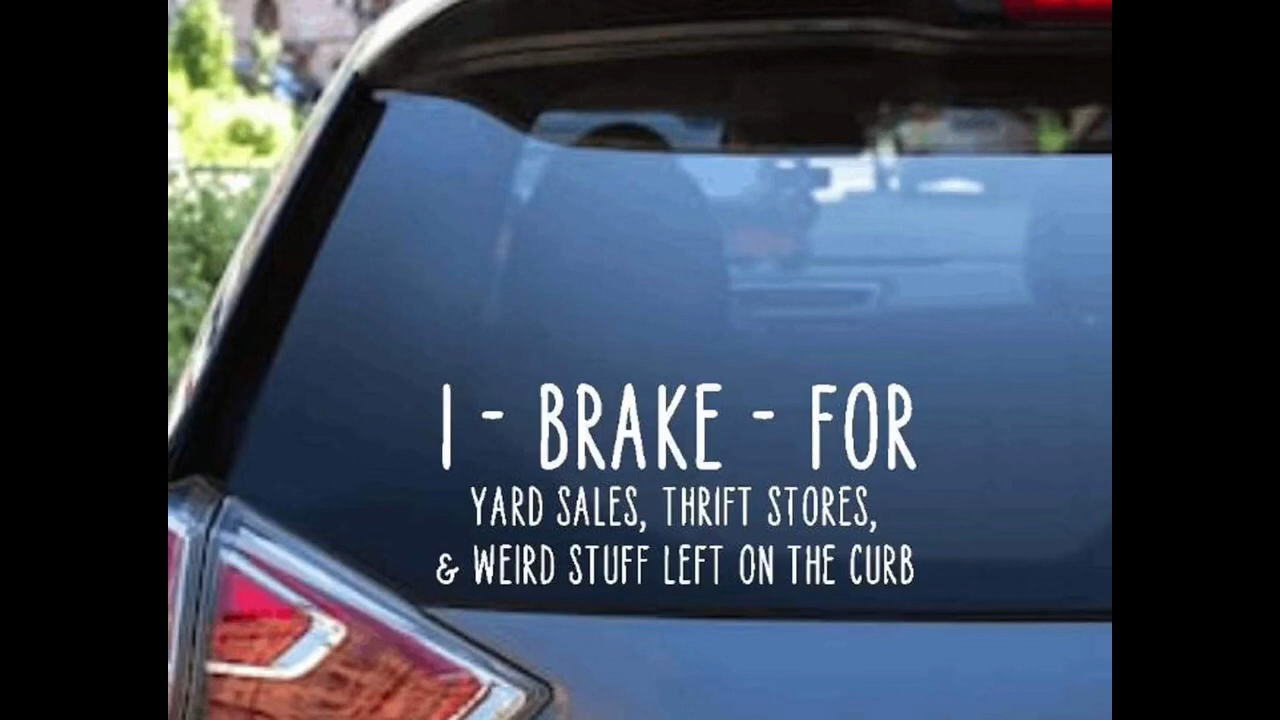 I - BRAKE - FOR
YARD SALES, THRIFT STORES,
& WEIRD STUFF LEFT ON THE CURB